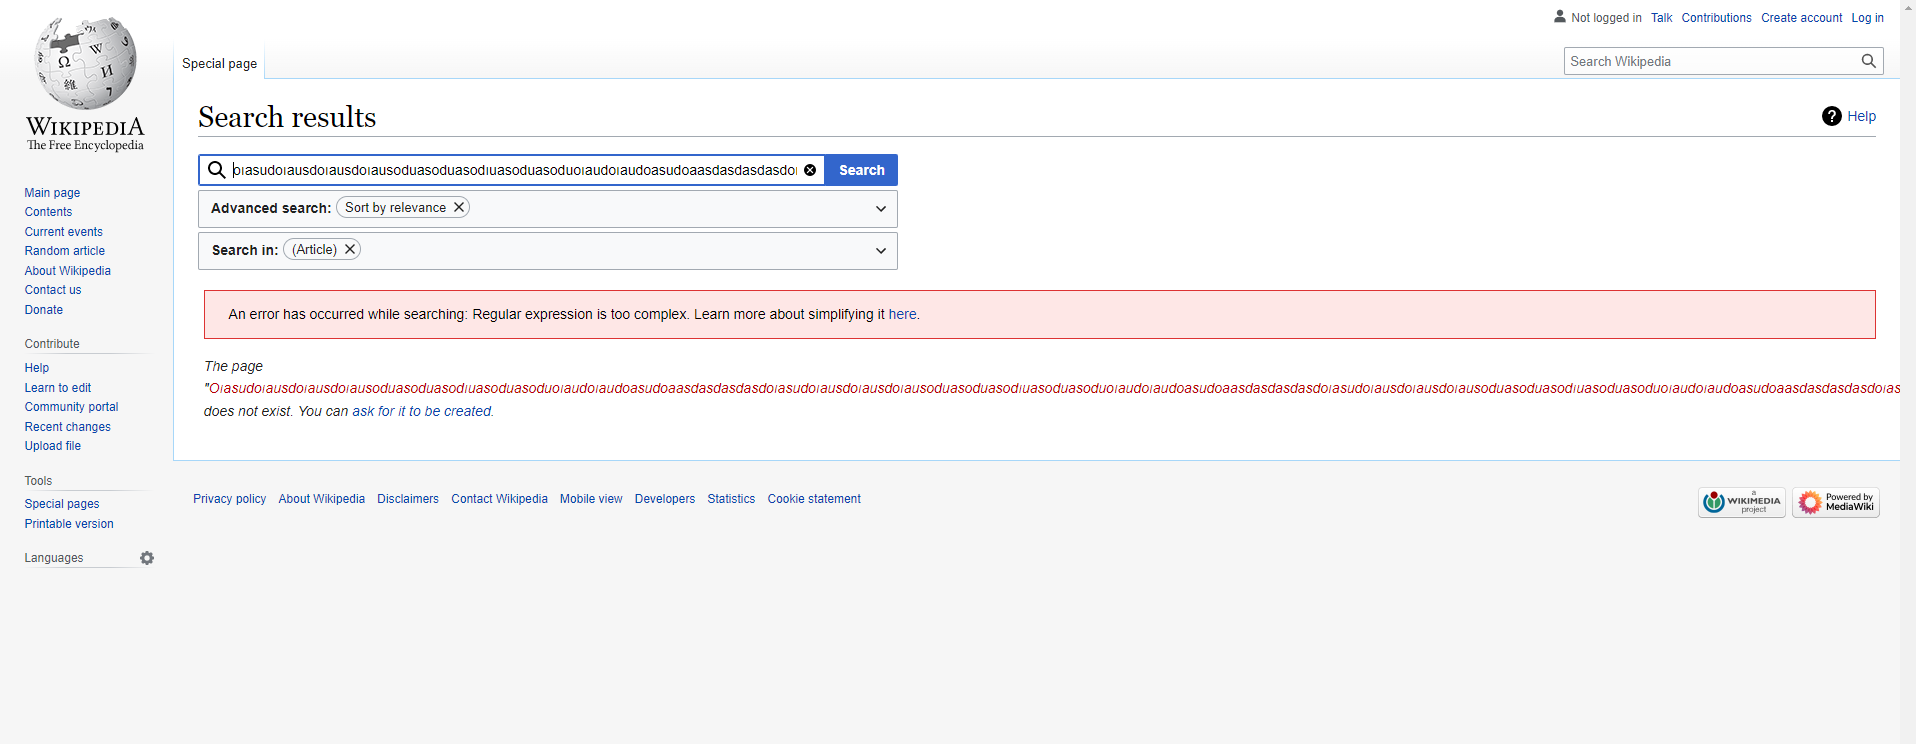 Not logged in Talk Contributions Create account Log in
Special page
Search Wikipedia
WIKIPEDIA
The Free Encyclopedia
Search results
Help
oıasudoıausdoıausdoıausoduasoduasodıuasoduasoduoıaudoıaudoasudoaasdasdasdasdoı
Search
Advanced search: Sort by relevance
Search in: (Article)
An error has occurred while searching: Regular expression is too complex. Learn more about simplifying it here.
The page
"Oıasudoıausdoıausdoıausoduasoduasodıuasoduasoduoıaudoıaudoasudoaasdasdasdasdoıasudoıausdoıausdoıausoduasoduasodıuasoduasoduoıaudoıaudoasudoaasdasdasdasdoıasudoıausdoıausdoıausoduasoduasodıuasoduasoduoıaudoıaudoasudoaasdasdasdasdoıas
does not exist. You can ask for it to be created.
Main page
Contents
Current events
Random article
About Wikipedia
Contact us
Donate
Contribute
Help
Learn to edit
Community portal
Recent changes
Upload file
Tools
Special pages
Printable version
Languages
Privacy policy About Wikipedia Disclaimers Contact Wikipedia Mobile view Developers Statistics Cookie statement
a
WIKIMEDIA
project
Powered by
MediaWiki